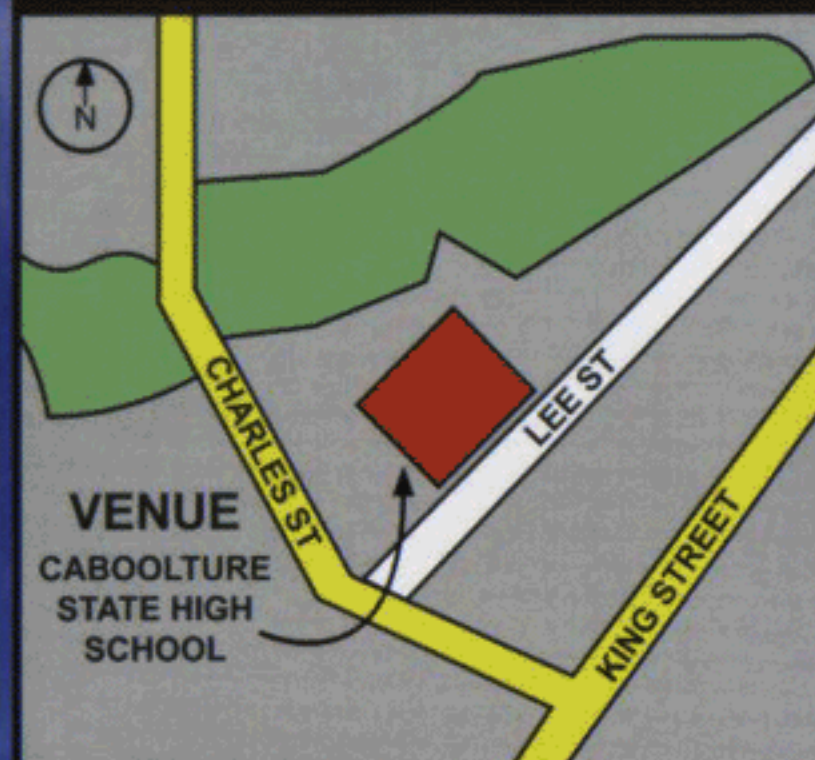 N
CHARLES ST
LEE ST
KING STREET
VENUE
CABOOLTURE
STATE HIGH
SCHOOL